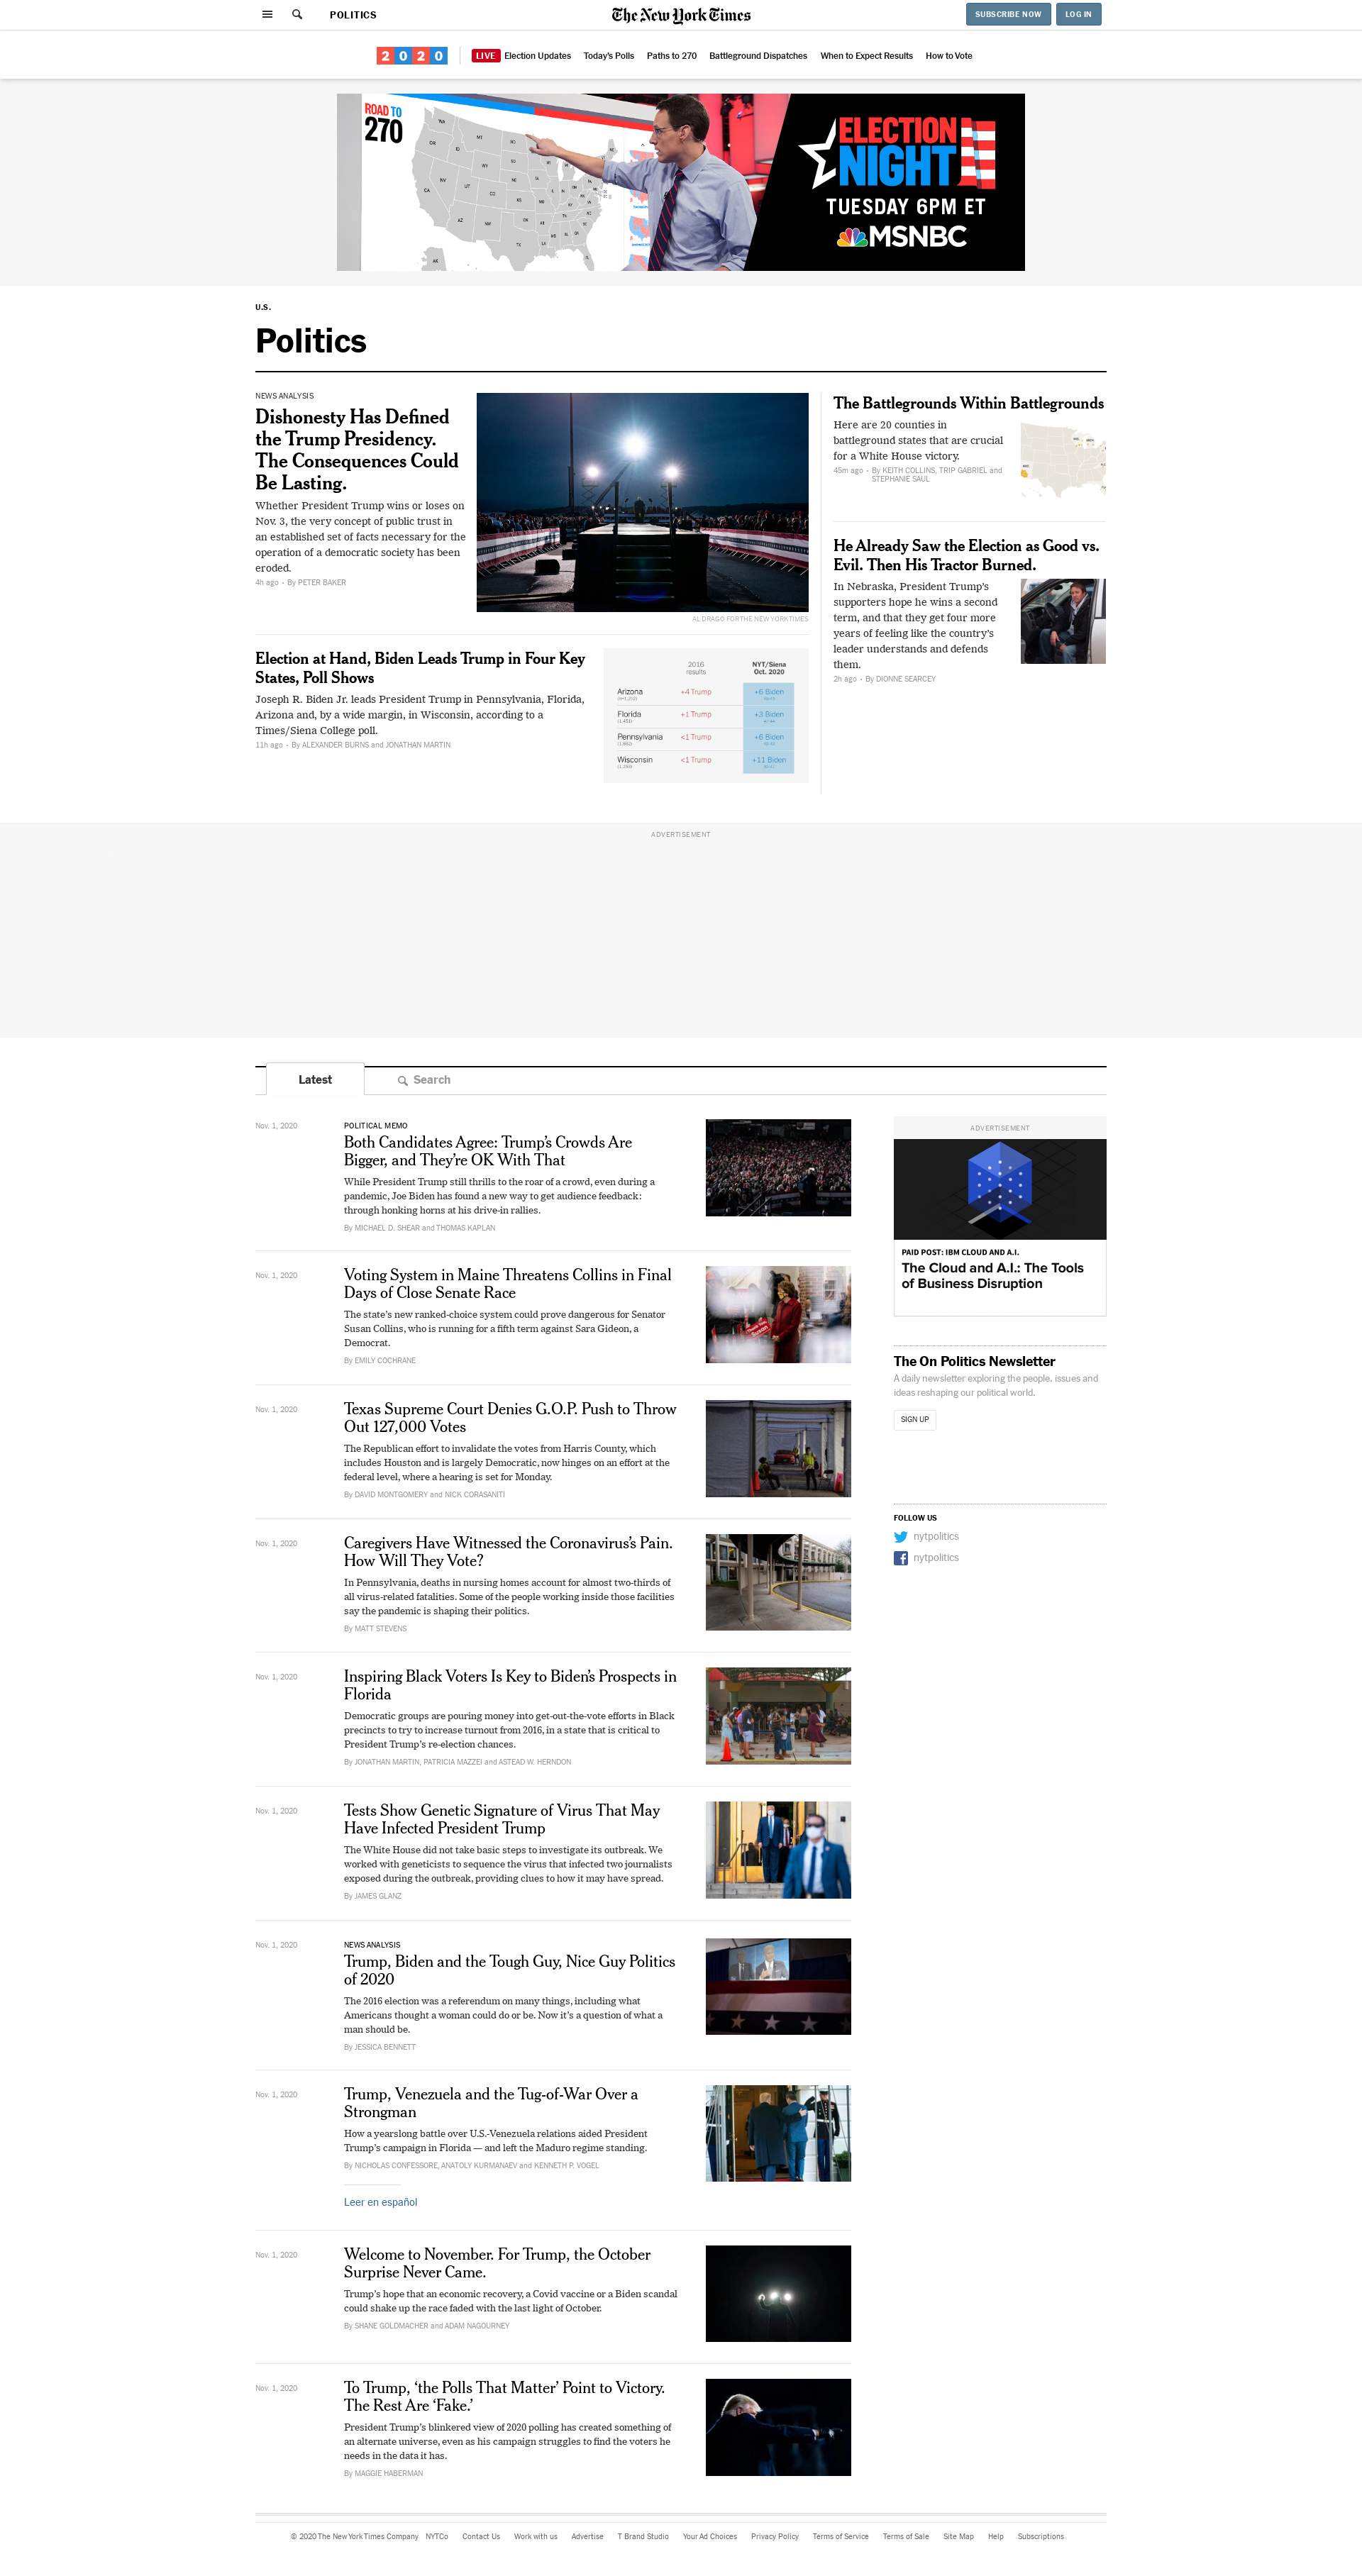 POLITICS
The New York Times
SUBSCRIBE NOW
LOG IN
2020
LIVE Election Updates
Today's Polls
Paths to 270
Battleground Dispatches
When to Expect Results
How to Vote
ROAD TO
270
ELECTION
NIGHT
TUESDAY 6PM ET
MSNBC
U.S.
Politics
NEWS ANALYSIS
Dishonesty Has Defined
the Trump Presidency.
The Consequences Could
Be Lasting.
Whether President Trump wins or loses on
Nov. 3, the very concept of public trust in
an established set of facts necessary for the
operation of a democratic society has been
eroded.
4h ago • By PETER BAKER
AL DRAGO FOR THE NEW YORK TIMES
Election at Hand, Biden Leads Trump in Four Key
States, Poll Shows
Joseph R. Biden Jr. leads President Trump in Pennsylvania, Florida,
Arizona and, by a wide margin, in Wisconsin, according to a
Times/Siena College poll.
11h ago • By ALEXANDER BURNS and JONATHAN MARTIN
2016
results
NYT/Siena
Oct. 2020
Arizona +4 Trump +6 Biden
Florida +1 Trump +3 Biden
Pennsylvania <1 Trump +6 Biden
Wisconsin <1 Trump +11 Biden
The Battlegrounds Within Battlegrounds
Here are 20 counties in
battleground states that are crucial
for a White House victory.
45m ago • By KEITH COLLINS, TRIP GABRIEL and
STEPHANIE SAUL
He Already Saw the Election as Good vs.
Evil. Then His Tractor Burned.
In Nebraska, President Trump's
supporters hope he wins a second
term, and that they get four more
years of feeling like the country's
leader understands and defends
them.
2h ago • By DIONNE SEARCEY
ADVERTISEMENT
Latest
Search
Nov. 1, 2020
POLITICAL MEMO
Both Candidates Agree: Trump's Crowds Are
Bigger, and They're OK With That
While President Trump still thrills to the roar of a crowd, even during a
pandemic, Joe Biden has found a new way to get audience feedback:
through honking horns at his drive-in rallies.
By MICHAEL D. SHEAR and THOMAS KAPLAN
Nov. 1, 2020
Voting System in Maine Threatens Collins in Final
Days of Close Senate Race
The state's new ranked-choice system could prove dangerous for Senator
Susan Collins, who is running for a fifth term against Sara Gideon, a
Democrat.
By EMILY COCHRANE
Nov. 1, 2020
Texas Supreme Court Denies G.O.P. Push to Throw
Out 127,000 Votes
The Republican effort to invalidate the votes from Harris County, which
includes Houston and is largely Democratic, now hinges on an effort at the
federal level, where a hearing is set for Monday.
By DAVID MONTGOMERY and NICK CORASANITI
Nov. 1, 2020
Caregivers Have Witnessed the Coronavirus's Pain.
How Will They Vote?
In Pennsylvania, deaths in nursing homes account for almost two-thirds of
all virus-related fatalities. Some of the people working inside those facilities
say the pandemic is shaping their politics.
By MATT STEVENS
Nov. 1, 2020
Inspiring Black Voters Is Key to Biden's Prospects in
Florida
Democratic groups are pouring money into get-out-the-vote efforts in Black
precincts to try to increase turnout from 2016, in a state that is critical to
President Trump's re-election chances.
By JONATHAN MARTIN, PATRICIA MAZZEI and ASTEAD W. HERNDON
Nov. 1, 2020
Tests Show Genetic Signature of Virus That May
Have Infected President Trump
The White House did not take basic steps to investigate its outbreak. We
worked with geneticists to sequence the virus that infected two journalists
exposed during the outbreak, providing clues to how it may have spread.
By JAMES GLANZ
Nov. 1, 2020
NEWS ANALYSIS
Trump, Biden and the Tough Guy, Nice Guy Politics
of 2020
The 2016 election was a referendum on many things, including what
Americans thought a woman could do or be. Now it's a question of what a
man should be.
By JESSICA BENNETT
Nov. 1, 2020
Trump, Venezuela and the Tug-of-War Over a
Strongman
How a yearslong battle over U.S.-Venezuela relations aided President
Trump's campaign in Florida — and left the Maduro regime standing.
By NICHOLAS CONFESSORE, ANATOLY KURMANAEV and KENNETH P. VOGEL
Leer en español
Nov. 1, 2020
Welcome to November. For Trump, the October
Surprise Never Came.
Trump's hope that an economic recovery, a Covid vaccine or a Biden scandal
could shake up the race faded with the last light of October.
By SHANE GOLDMACHER and ADAM NAGOURNEY
Nov. 1, 2020
To Trump, 'the Polls That Matter' Point to Victory.
The Rest Are 'Fake.'
President Trump's blinkered view of 2020 polling has created something of
an alternate universe, even as his campaign struggles to find the voters he
needs in the data it has.
By MAGGIE HABERMAN
ADVERTISEMENT
PAID POST: IBM CLOUD AND A.I.
The Cloud and A.I.: The Tools
of Business Disruption
The On Politics Newsletter
A daily newsletter exploring the people, issues and
ideas reshaping our political world.
SIGN UP
FOLLOW US
nytpolitics
nytpolitics
© 2020 The New York Times Company NYTCo Contact Us Work with us Advertise T Brand Studio Your Ad Choices Privacy Policy Terms of Service Terms of Sale Site Map Help Subscriptions